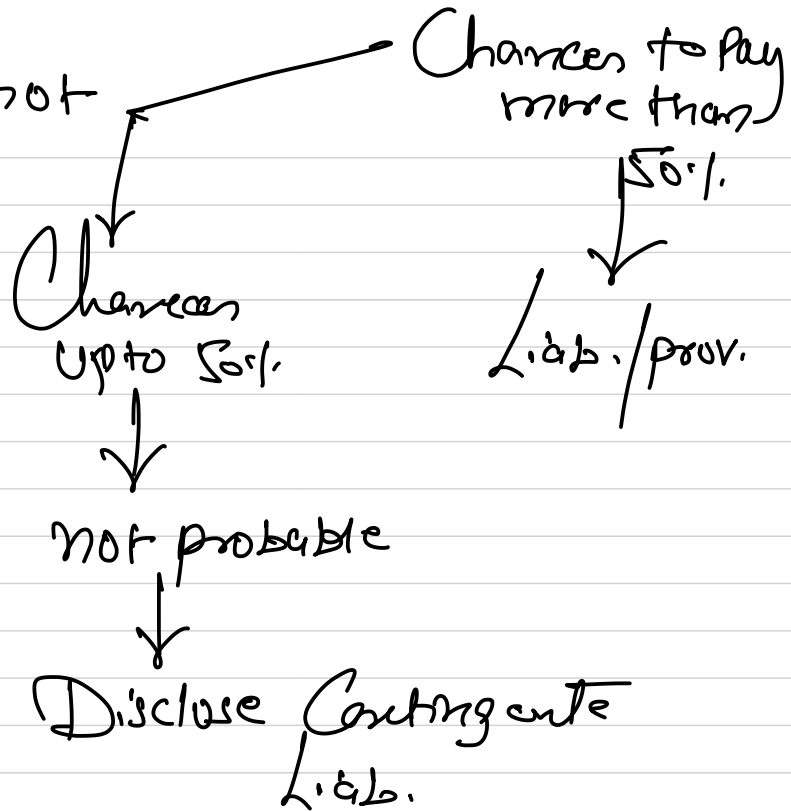 not
Chances to Pay
more than
50%
Chances
upto 50%
Liab./prov.
not probable
Disclose Contingente
Liab.